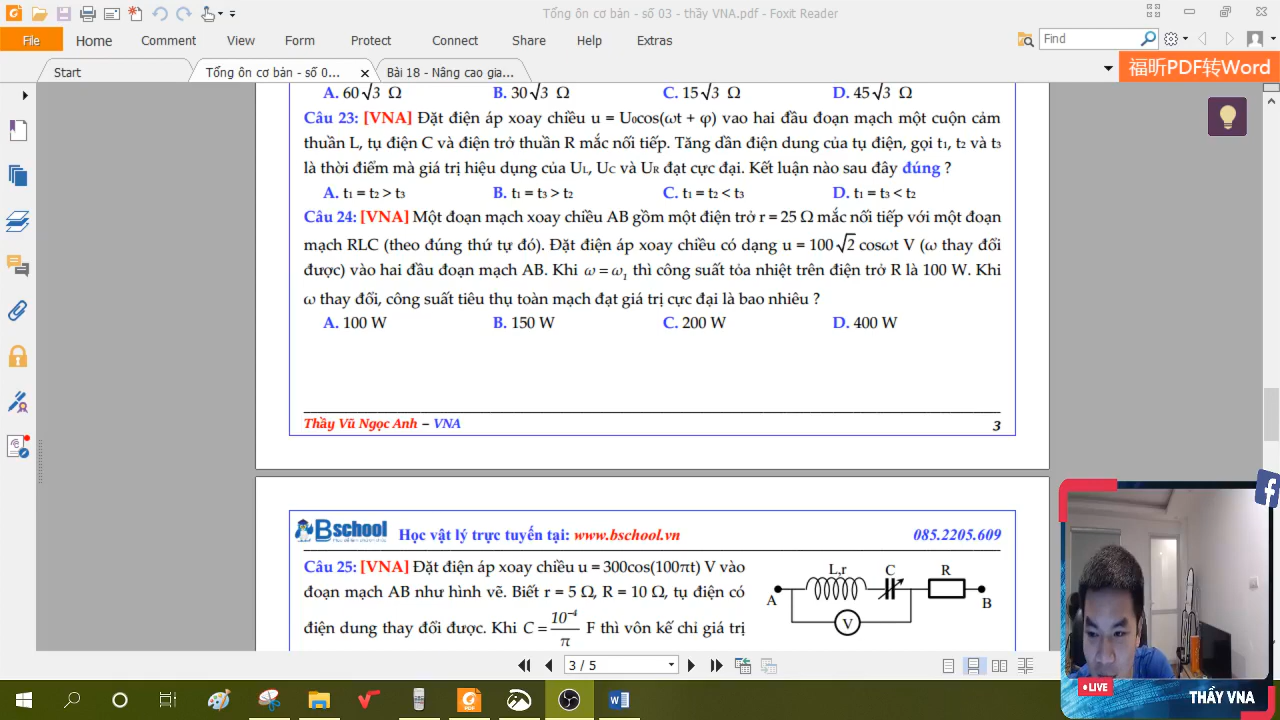 Tổng ôn cơ bản - số 03 - thầy VNA.pdf - Foxit Reader
File Home Comment View Form Protect Connect Share Help Extras Find
Start Tổng ôn cơ bản - số 0... Bài 18 - Nâng cao gia...
福昕PDF转Word
A. 60√3 Ω B. 30√3 Ω C. 15√3 Ω D. 45√3 Ω
Câu 23: [VNA] Đặt điện áp xoay chiều u = U₀cos(ωt + φ) vao hai đầu đoạn mạch một cuộn cảm
thuần L, tụ điện C và điện trở thuần R mắc nối tiếp. Tăng dần điện dung của tụ điện, gọi t₁, t₂ và t₃
là thời điểm mà giá trị hiệu dụng của UL, UC và UR đạt cực đại. Kết luận nào sau đây đúng ?
A. t₁ = t₂ > t₃ B. t₁ = t₃ > t₂ C. t₁ = t₂ < t₃ D. t₁ = t₃ < t₂
Câu 24: [VNA] Một đoạn mạch xoay chiều AB gồm một điện trở r = 25 Ω mắc nối tiếp với một đoạn
mạch RLC (theo đúng thứ tự đó). Đặt điện áp xoay chiều có dạng u = 100√2 cosωt V (ω thay đổi
được) vào hai đầu đoạn mạch AB. Khi ω = ω₁ thì công suất tỏa nhiệt trên điện trở R là 100 W. Khi
ω thay đổi, công suất tiêu thụ toàn mạch đạt giá trị cực đại là bao nhiêu ?
A. 100 W B. 150 W C. 200 W D. 400 W
Thầy Vũ Ngọc Anh – VNA 3
Bschool Học vật lý trực tuyến tại: www.bschool.vn 085.2205.609
Câu 25: [VNA] Đặt điện áp xoay chiều u = 300cos(100πt) V vào
đoạn mạch AB như hình vẽ. Biết r = 5 Ω, R = 10 Ω, tụ điện có
điện dung thay đổi được. Khi C = 10⁻⁴/π F thì vôn kế chỉ giá trị
L,r C R
A B
V
3 / 5
LIVE THẦY VNA